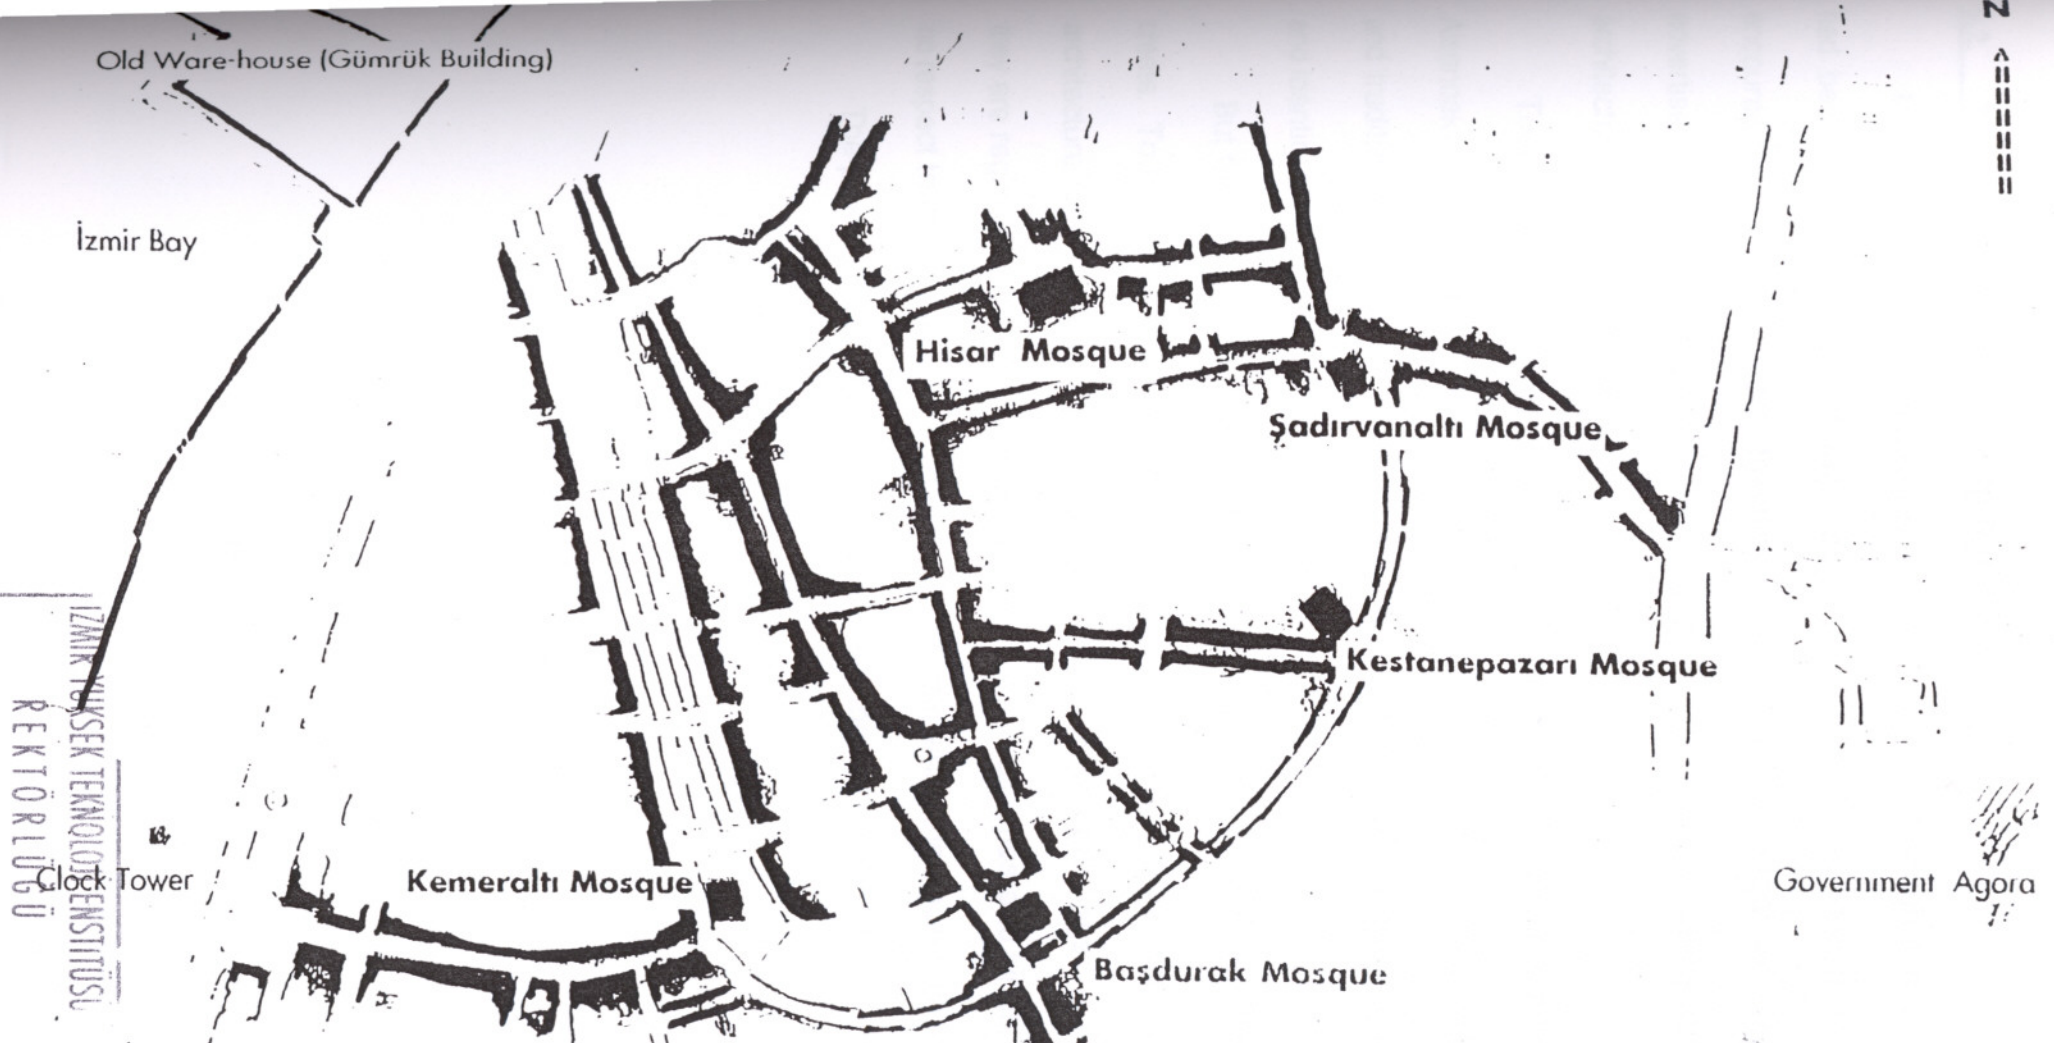 N
Old Ware-house (Gümrük Building)
İzmir Bay
Hisar Mosque
Şadırvanaltı Mosque
Kestanepazarı Mosque
Kemeraltı Mosque
Clock Tower
Government Agora
Başdurak Mosque
İZMİR YÜKSEK TEKNOLOJİ ENSTİTÜSÜ
REKTÖRLÜĞÜ